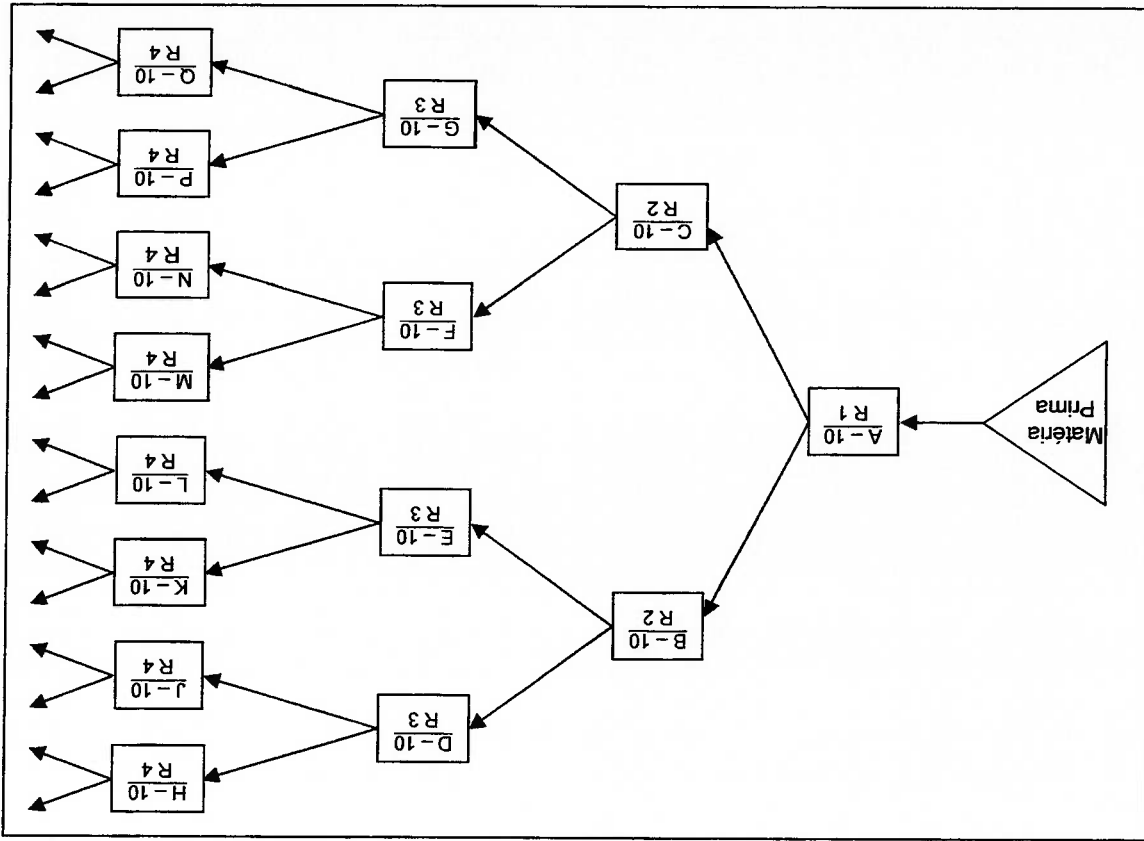 Matéria
Prima
A – 10
R 1
B – 10
R 2
C – 10
R 2
D – 10
R 3
E – 10
R 3
F – 10
R 3
G – 10
R 3
H – 10
R 4
J – 10
R 4
K – 10
R 4
L – 10
R 4
M – 10
R 4
N – 10
R 4
P – 10
R 4
Q – 10
R 4